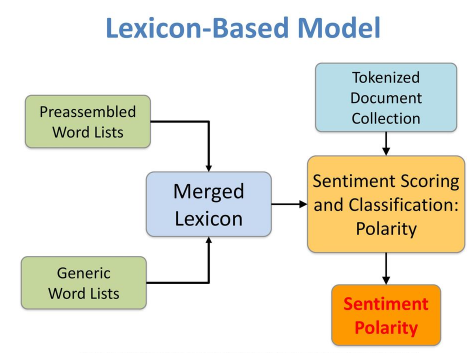 Lexicon-Based Model
Preassembled
Word Lists
Generic
Word Lists
Merged
Lexicon
Tokenized
Document
Collection
Sentiment Scoring
and Classification:
Polarity
Sentiment
Polarity